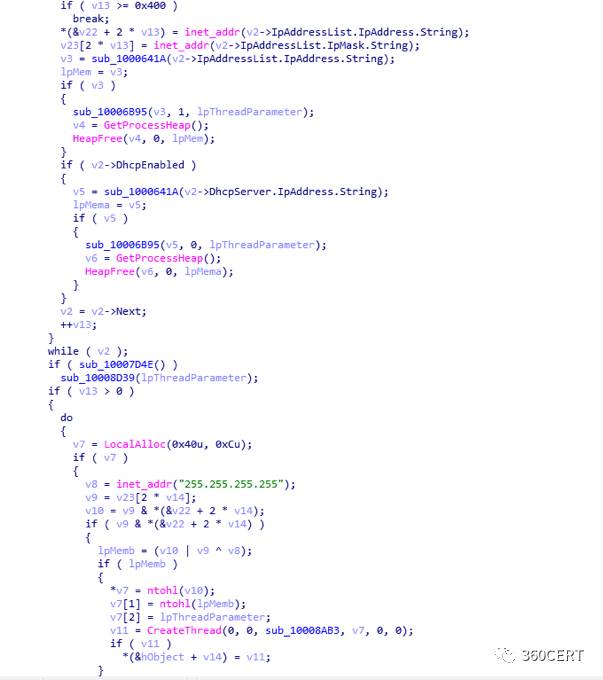 if ( v13 >= 0x400 )
break;
*(&v22 + 2 * v13) = inet_addr(v2->IpAddressList.IpAddress.String);
v23[2 * v13] = inet_addr(v2->IpAddressList.IpMask.String);
v3 = sub_1000641A(v2->IpAddressList.IpAddress.String);
lpMem = v3;
if ( v3 )
{
sub_10006B95(v3, 1, lpThreadParameter);
v4 = GetProcessHeap();
HeapFree(v4, 0, lpMem);
}
if ( v2->DhcpEnabled )
{
v5 = sub_1000641A(v2->DhcpServer.IpAddress.String);
lpMema = v5;
if ( v5 )
{
sub_10006B95(v5, 0, lpThreadParameter);
v6 = GetProcessHeap();
HeapFree(v6, 0, lpMema);
}
}
v2 = v2->Next;
++v13;
}
while ( v2 );
if ( sub_10007D4E() )
sub_10008D39(lpThreadParameter);
if ( v13 > 0 )
{
do
{
v7 = LocalAlloc(0x40u, 0xCu);
if ( v7 )
{
v8 = inet_addr("255.255.255.255");
v9 = v23[2 * v14];
v10 = v9 & *(&v22 + 2 * v14);
if ( v9 & *(&v22 + 2 * v14) )
{
lpMemb = (v10 | v9 ^ v8);
if ( lpMemb )
{
*v7 = ntohl(v10);
v7[1] = ntohl(lpMemb);
v7[2] = lpThreadParameter;
v11 = CreateThread(0, 0, sub_10008AB3, v7, 0, 0);
if ( v11 )
*(&hObject + v14) = v11;
}
360CERT